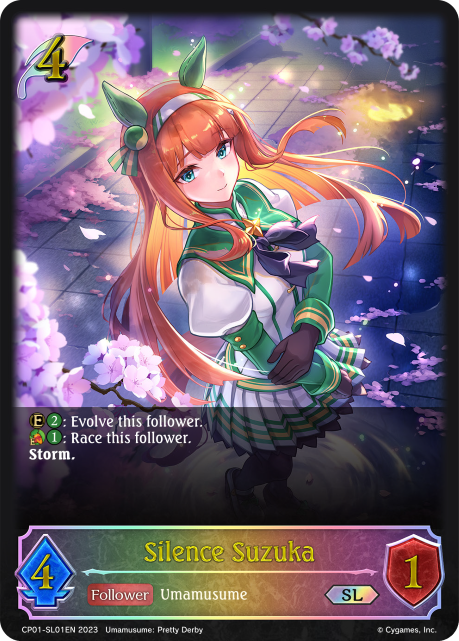 4
E 2: Evolve this follower.
1: Race this follower.
Storm.
Silence Suzuka
4
Follower Umamusume
SL
1
CP01-SL01EN 2023 Umamusume: Pretty Derby
© Cygames, Inc.